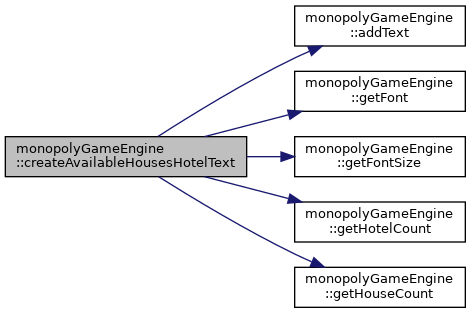 monopolyGameEngine
::createAvailableHousesHotelText
monopolyGameEngine
::addText
monopolyGameEngine
::getFont
monopolyGameEngine
::getFontSize
monopolyGameEngine
::getHotelCount
monopolyGameEngine
::getHouseCount